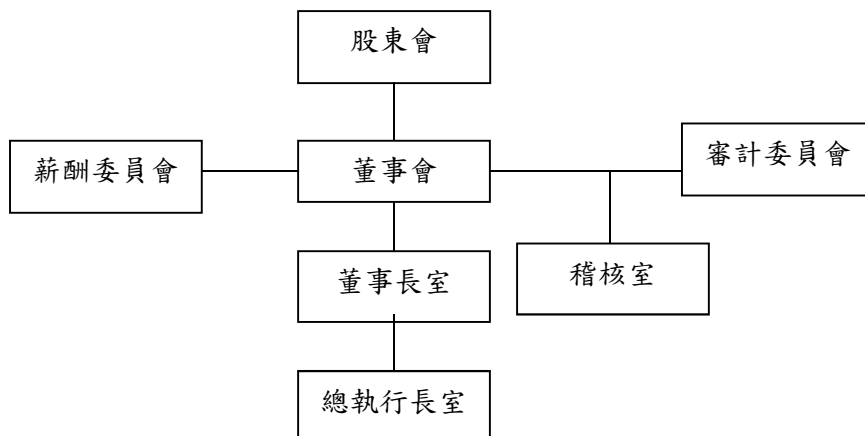 股東會
薪酬委員會
董事會
審計委員會
董事長室
稽核室
總執行長室